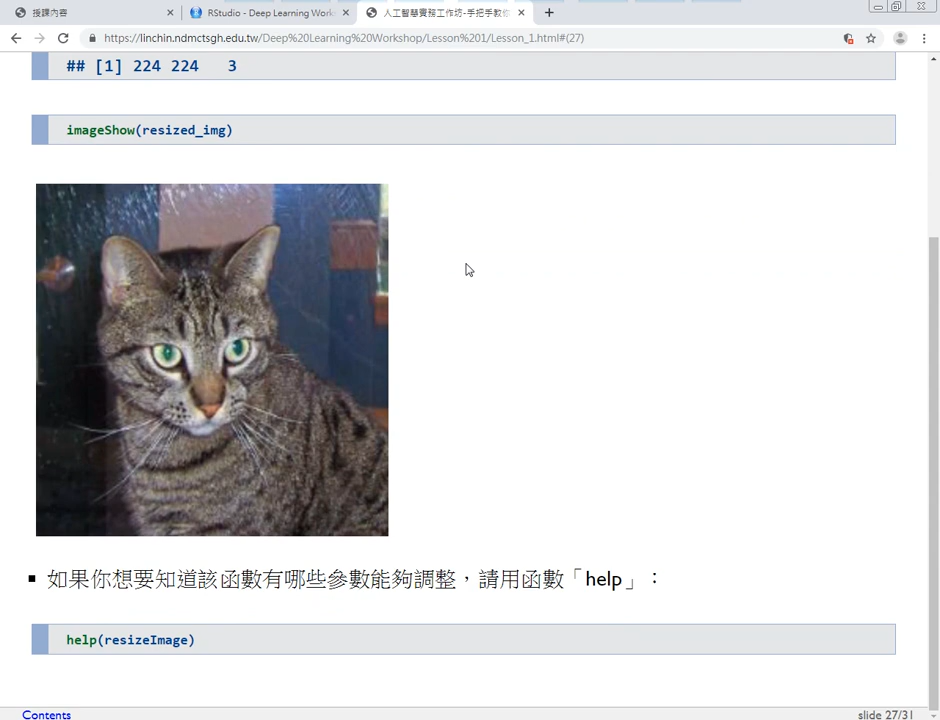 授課內容
RStudio - Deep Learning Work
人工智慧實務工作坊-手把手教你
https://linchin.ndmctsgh.edu.tw/Deep%20Learning%20Workshop/Lesson%201/Lesson_1.html#(27)
## [1] 224 224   3
imageShow(resized_img)
▪ 如果你想要知道該函數有哪些參數能夠調整，請用函數「help」：
help(resizeImage)
Contents
slide 27/31